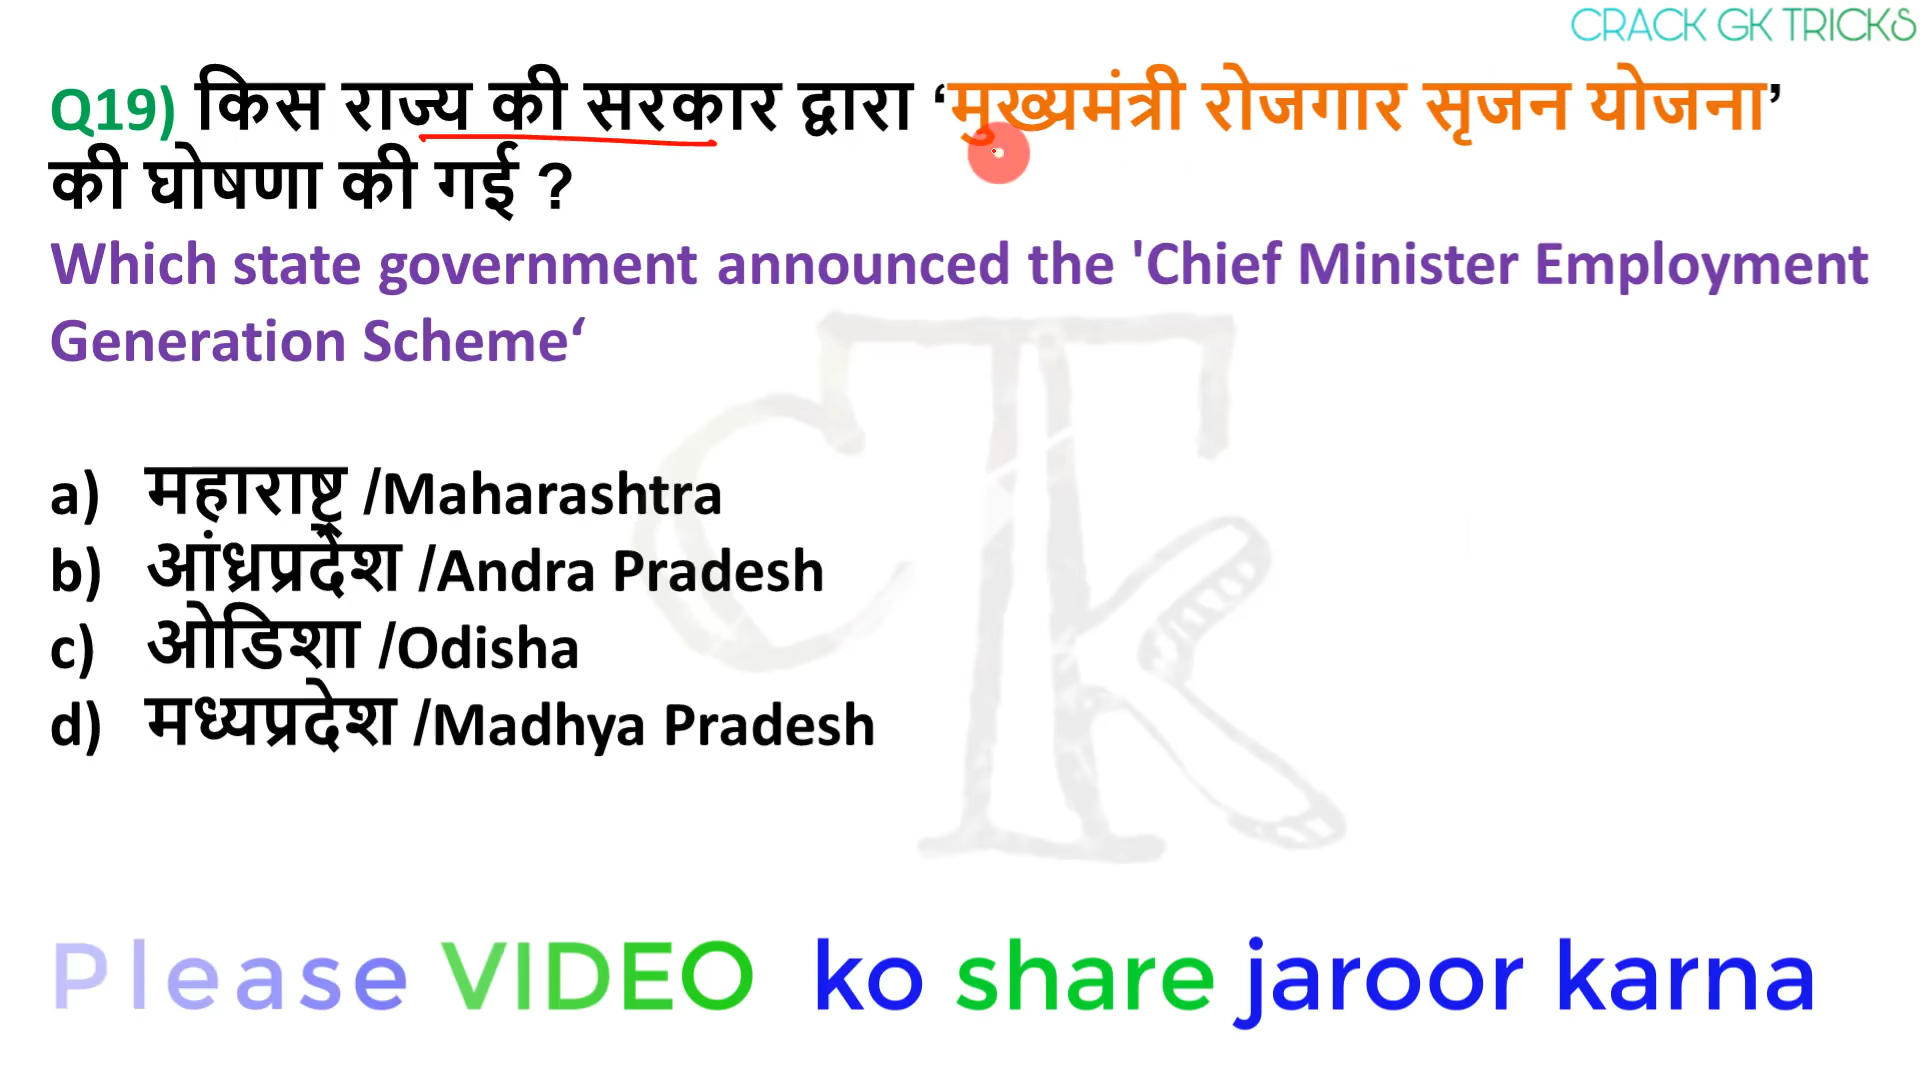 CRACK GK TRICKS
Q19) किस राज्य की सरकार द्वारा ‘मुख्यमंत्री रोजगार सृजन योजना’
की घोषणा की गई ?
Which state government announced the 'Chief Minister Employment
Generation Scheme‘
a) महाराष्ट्र /Maharashtra
b) आंध्रप्रदेश /Andra Pradesh
c) ओडिशा /Odisha
d) मध्यप्रदेश /Madhya Pradesh
CTK
Please VIDEO ko share jaroor karna